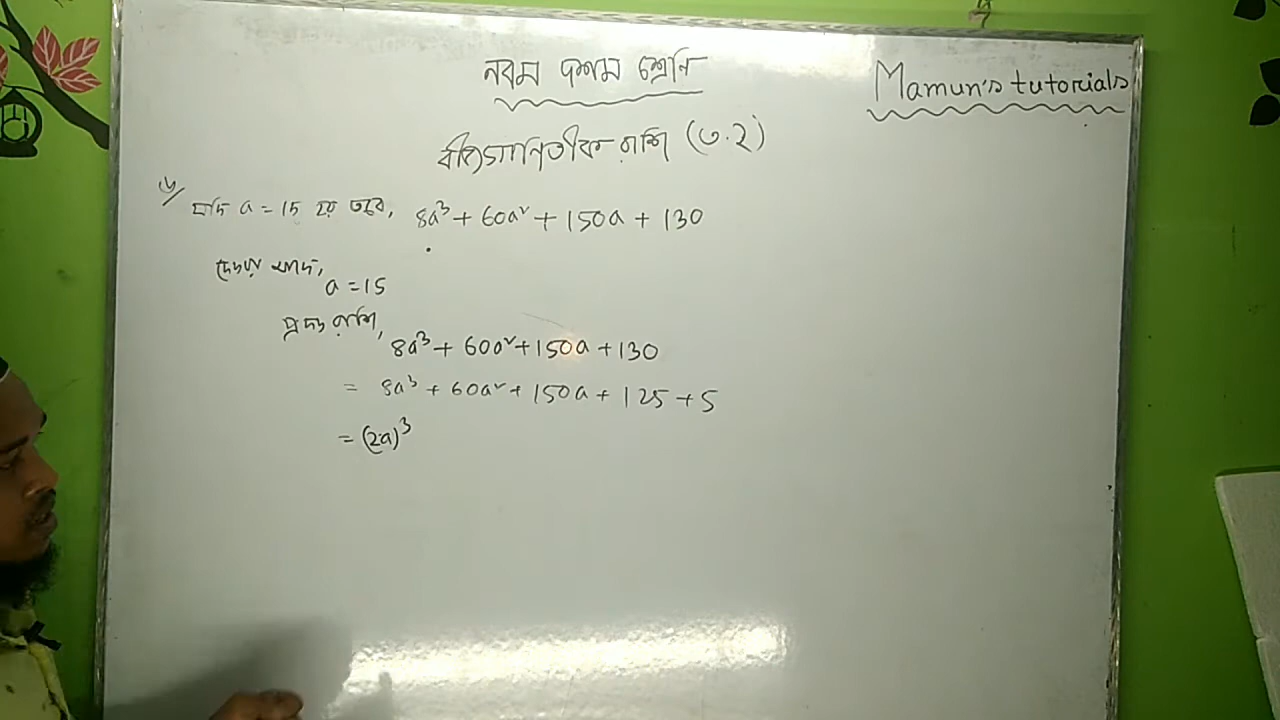 নবম দশম শ্রেণি
Mamun's tutorials
বীজগানিতীক রাশি (৩.২)
৬/ যদি a = 15 হয় তবে, 8a³ + 60a² + 150a + 130
দেওয়া আছে,
a = 15
প্রদত্ত রাশি,
8a³ + 60a² + 150a + 130
= 8a³ + 60a² + 150a + 125 + 5
= (2a)³